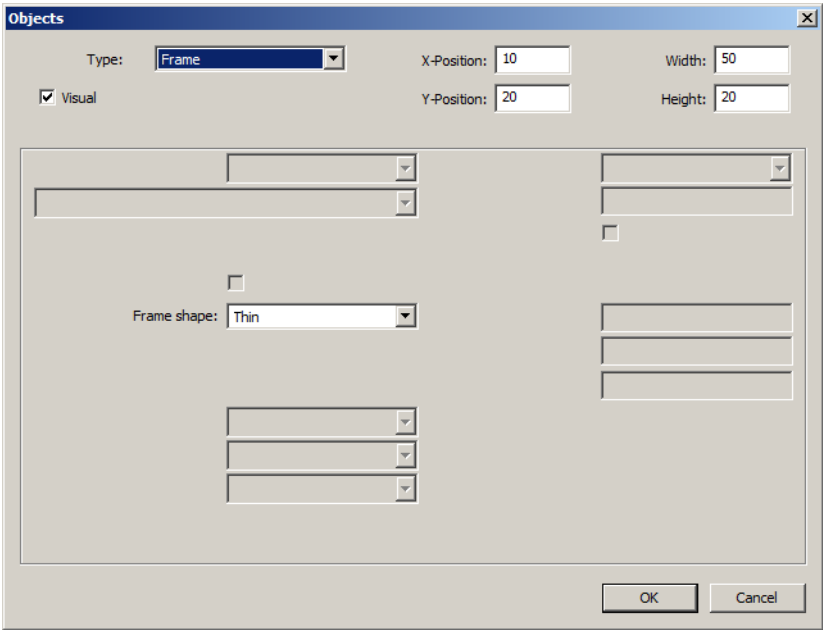 Objects
Type: Frame X-Position: 10 Width: 50
Visual Y-Position: 20 Height: 20
Frame shape: Thin
OK Cancel